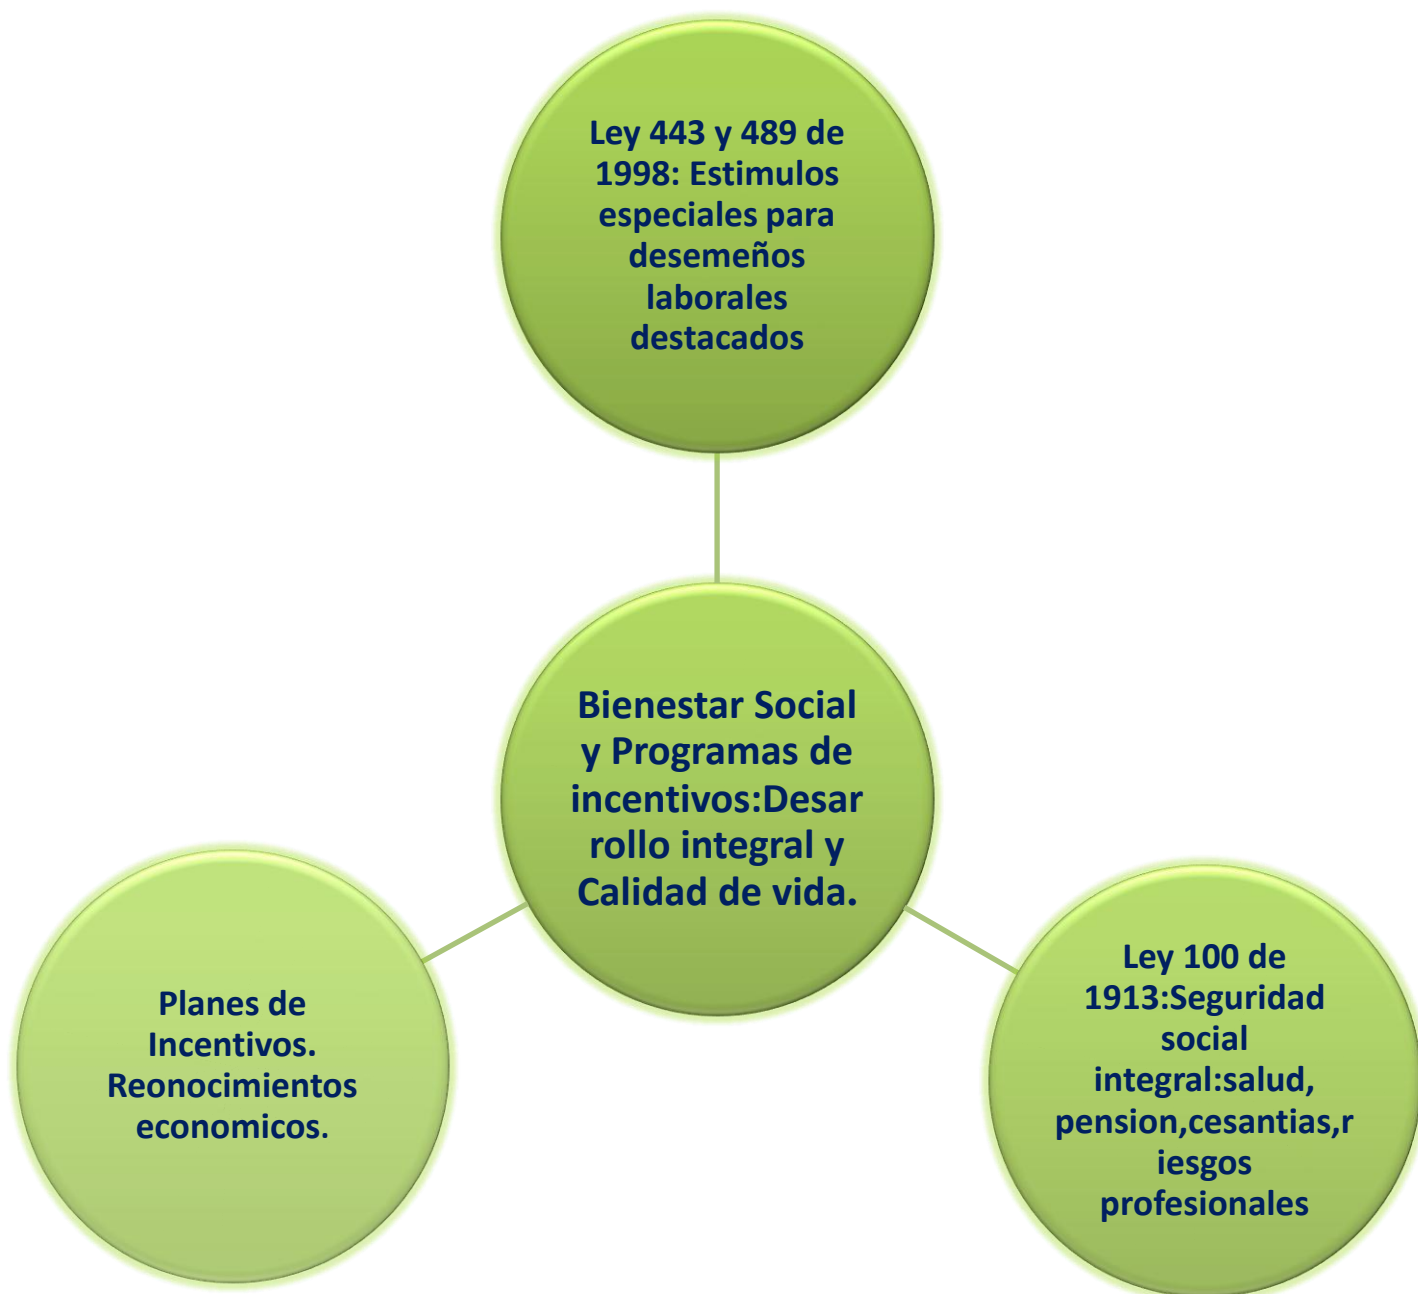 Ley 443 y 489 de
1998: Estimulos
especiales para
desemeños
laborales
destacados
Bienestar Social
y Programas de
incentivos:Desar
rollo integral y
Calidad de vida.
Planes de
Incentivos.
Reonocimientos
economicos.
Ley 100 de
1913:Seguridad
social
integral:salud,
pension,cesantias,r
iesgos
profesionales